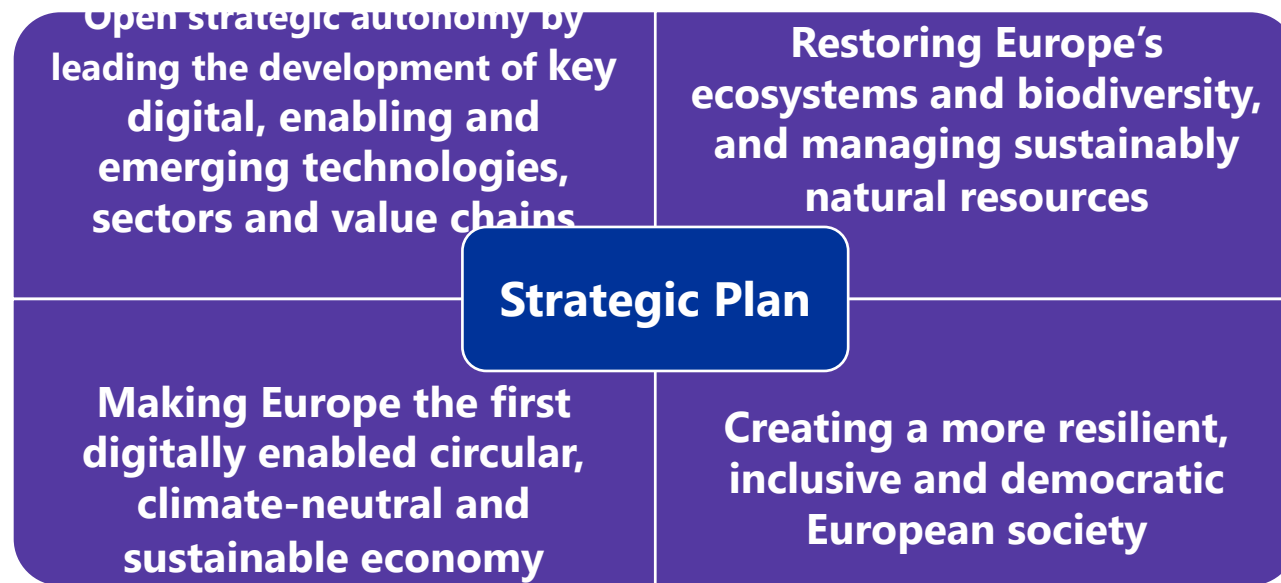 Open strategic autonomy by
leading the development of key
digital, enabling and
emerging technologies,
sectors and value chains
Restoring Europe’s
ecosystems and biodiversity,
and managing sustainably
natural resources
Strategic Plan
Making Europe the first
digitally enabled circular,
climate-neutral and
sustainable economy
Creating a more resilient,
inclusive and democratic
European society